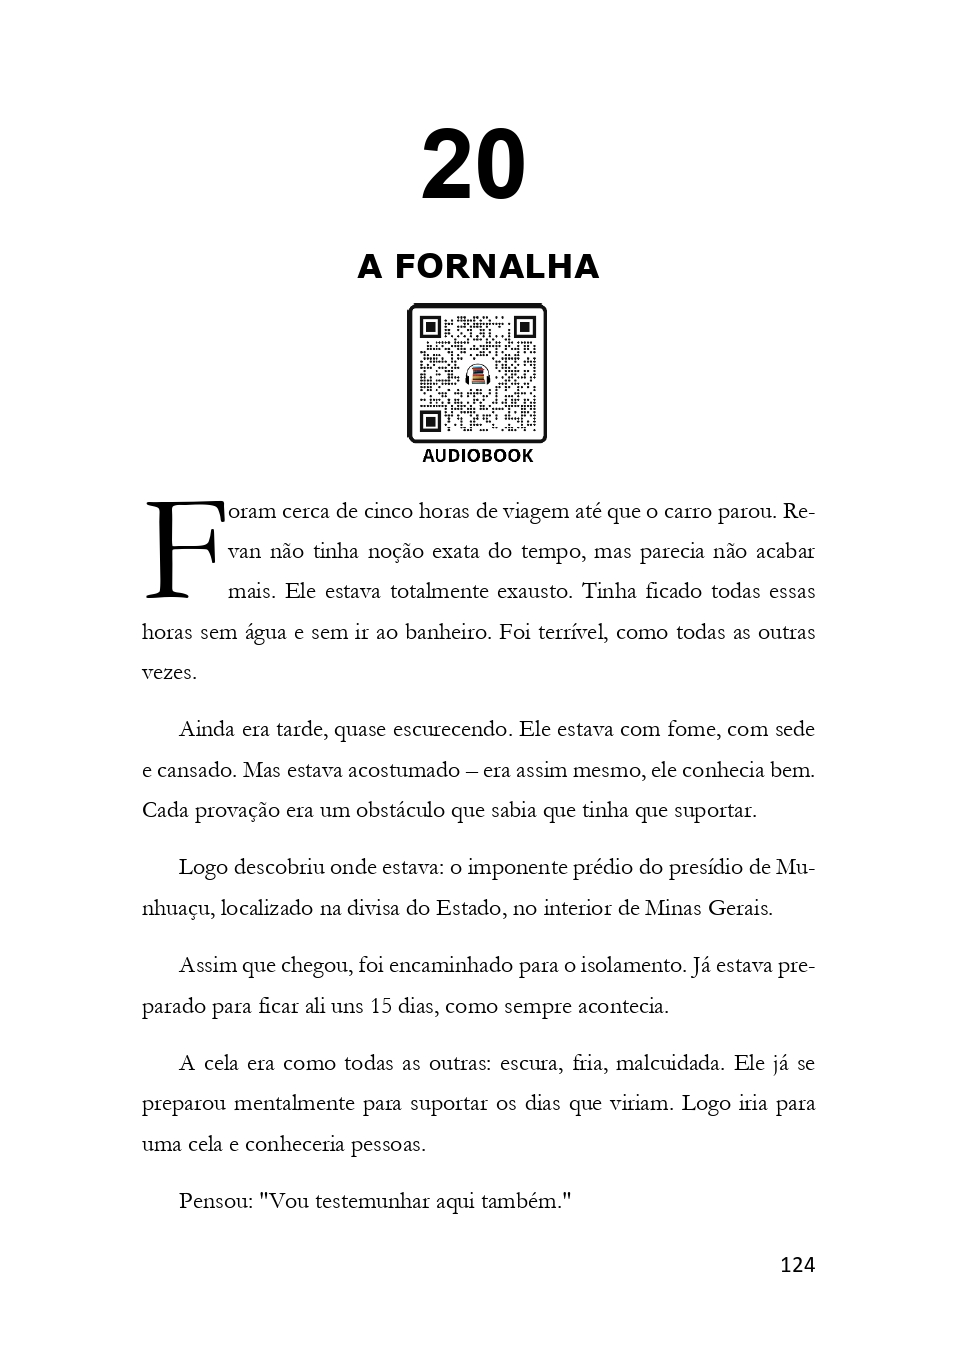 20
A FORNALHA
AUDIOBOOK
Foram cerca de cinco horas de viagem até que o carro parou. Re-
van não tinha noção exata do tempo, mas parecia não acabar
mais. Ele estava totalmente exausto. Tinha ficado todas essas
horas sem água e sem ir ao banheiro. Foi terrível, como todas as outras
vezes.
Ainda era tarde, quase escurecendo. Ele estava com fome, com sede
e cansado. Mas estava acostumado – era assim mesmo, ele conhecia bem.
Cada provação era um obstáculo que sabia que tinha que suportar.
Logo descobriu onde estava: o imponente prédio do presídio de Mu-
nhuaçu, localizado na divisa do Estado, no interior de Minas Gerais.
Assim que chegou, foi encaminhado para o isolamento. Já estava pre-
parado para ficar ali uns 15 dias, como sempre acontecia.
A cela era como todas as outras: escura, fria, malcuidada. Ele já se
preparou mentalmente para suportar os dias que viriam. Logo iria para
uma cela e conheceria pessoas.
Pensou: "Vou testemunhar aqui também."
124